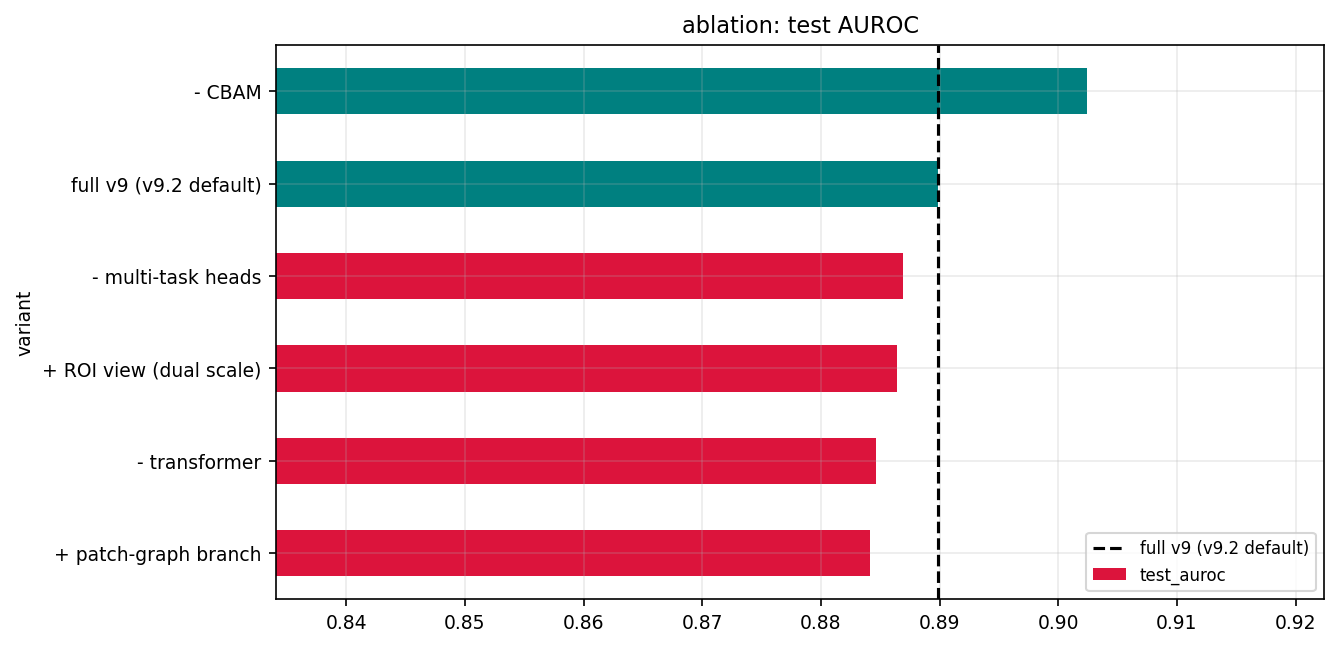 ablation: test AUROC
variant
- CBAM
full v9 (v9.2 default)
- multi-task heads
+ ROI view (dual scale)
- transformer
+ patch-graph branch
full v9 (v9.2 default)
test_auroc
0.84 0.85 0.86 0.87 0.88 0.89 0.90 0.91 0.92